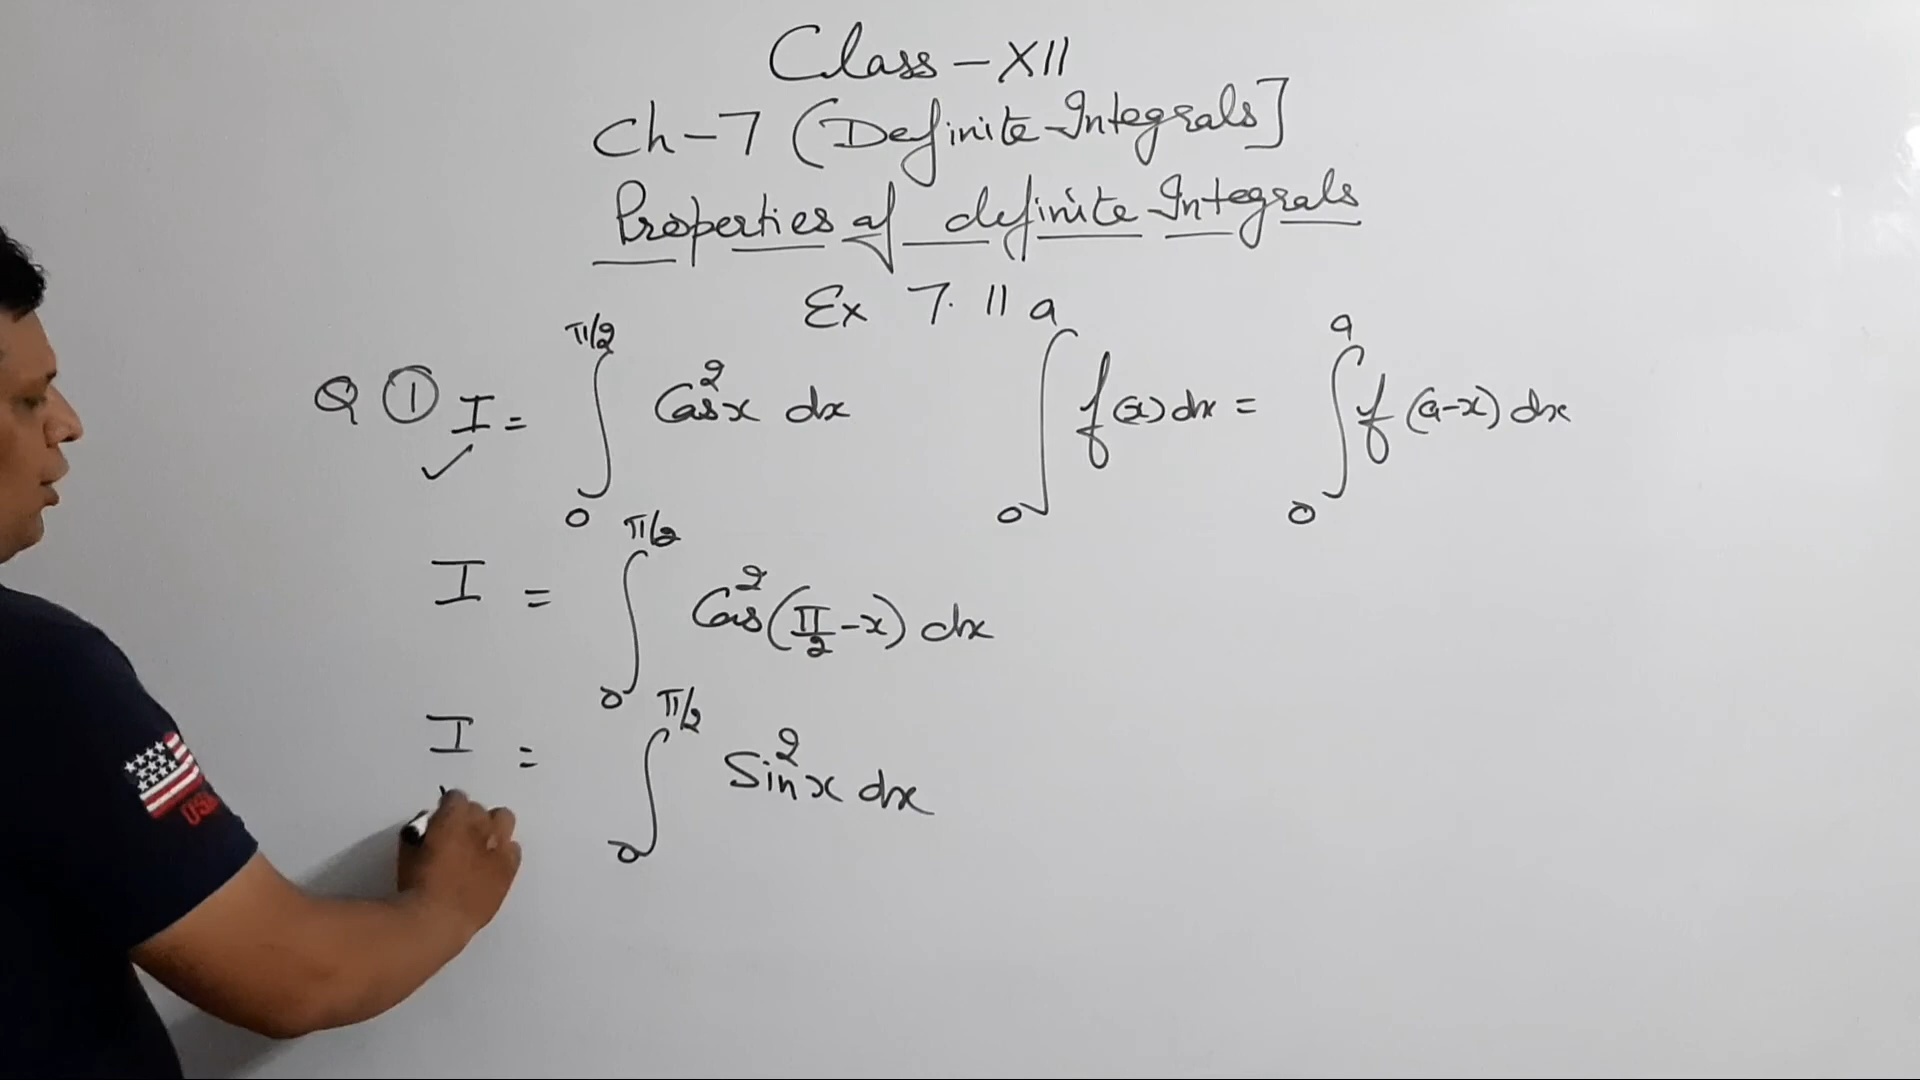 Class - XII
Ch-7 (Definite Integrals]
Properties of definite Integrals
Ex 7.11
Q ① I = ∫₀^{π/2} Cos²x dx
∫₀^a f(x) dx = ∫₀^a f(a-x) dx
I = ∫₀^{π/2} Cos²(π/2 - x) dx
I = ∫₀^{π/2} Sin²x dx
USA